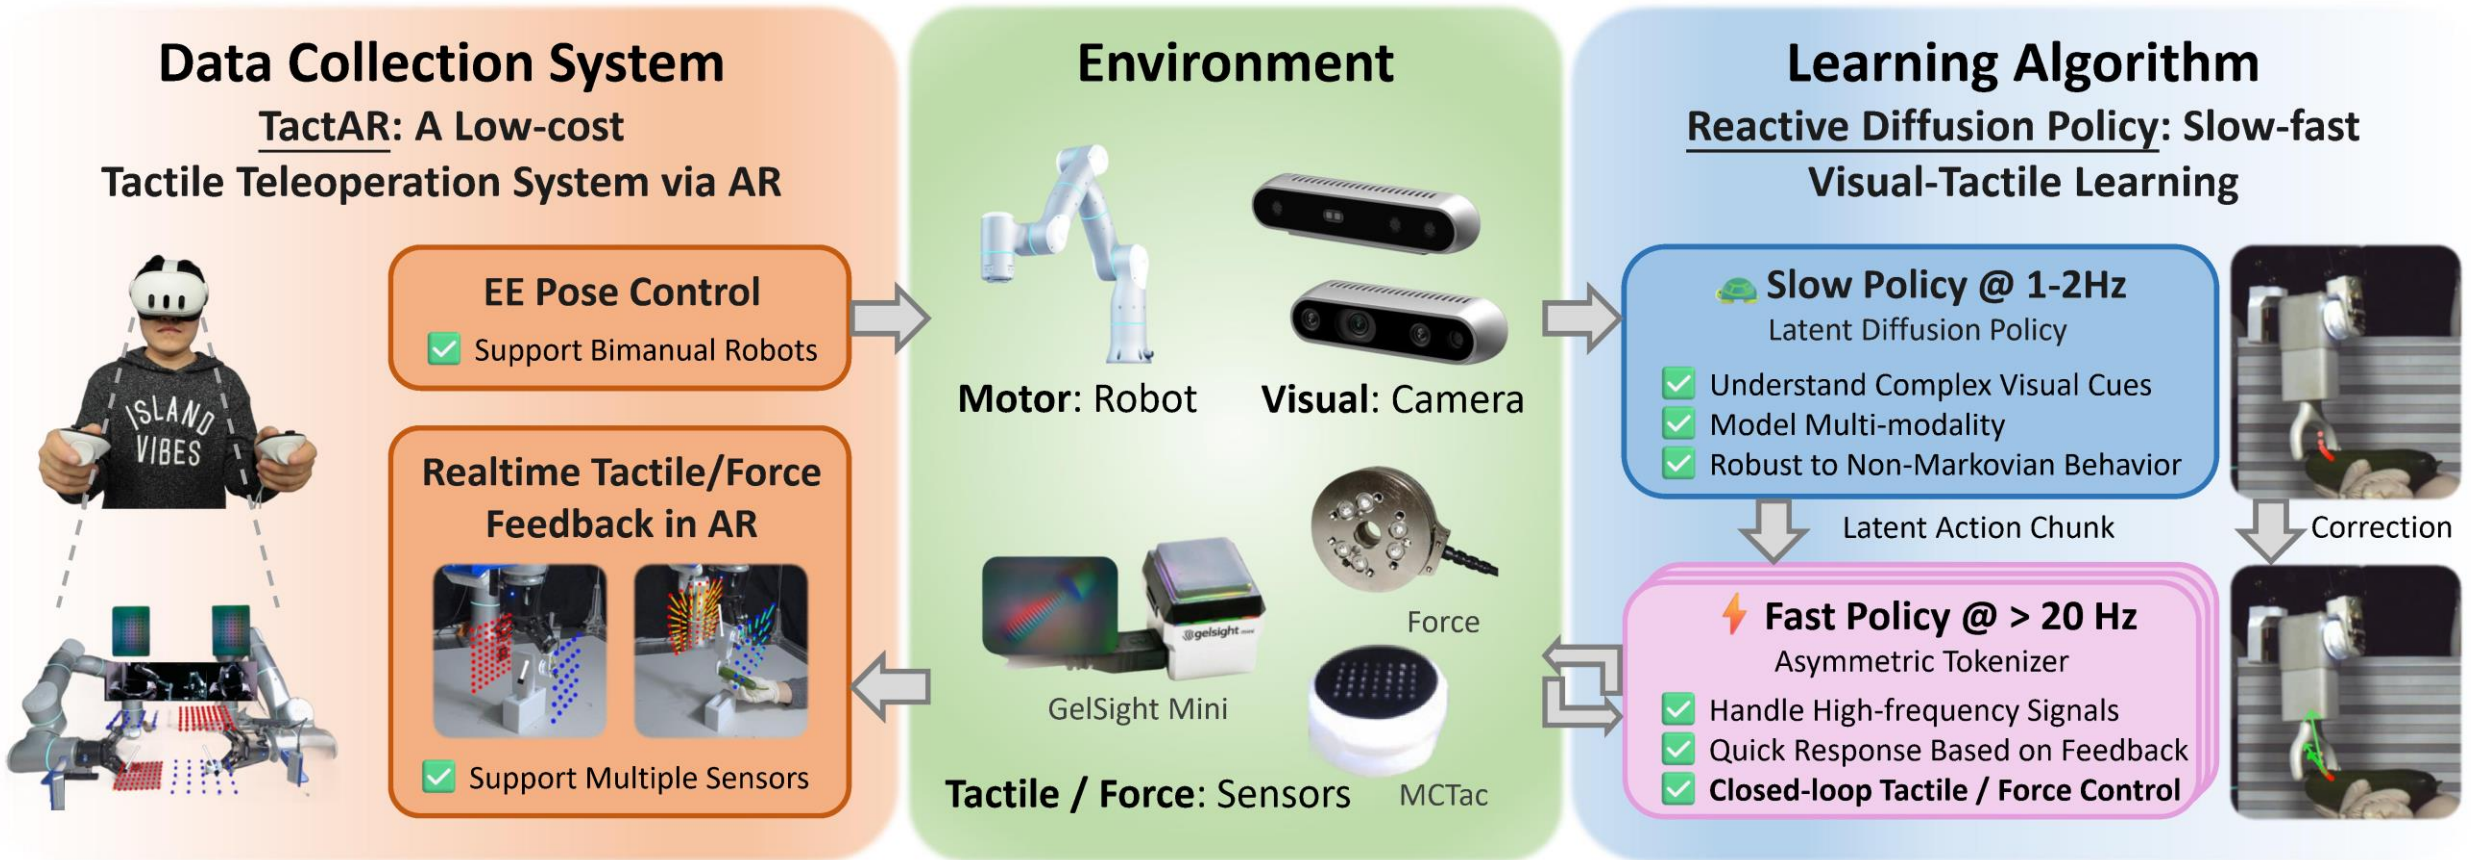 Data Collection System
TactAR: A Low-cost
Tactile Teleoperation System via AR
EE Pose Control
Support Bimanual Robots
ISLAND
VIBES
Realtime Tactile/Force
Feedback in AR
Support Multiple Sensors
Environment
Motor: Robot
Visual: Camera
Force
gelsight mini
GelSight Mini
Tactile / Force: Sensors
MCTac
Learning Algorithm
Reactive Diffusion Policy: Slow-fast
Visual-Tactile Learning
Slow Policy @ 1-2Hz
Latent Diffusion Policy
Understand Complex Visual Cues
Model Multi-modality
Robust to Non-Markovian Behavior
Latent Action Chunk
Correction
Fast Policy @ > 20 Hz
Asymmetric Tokenizer
Handle High-frequency Signals
Quick Response Based on Feedback
Closed-loop Tactile / Force Control